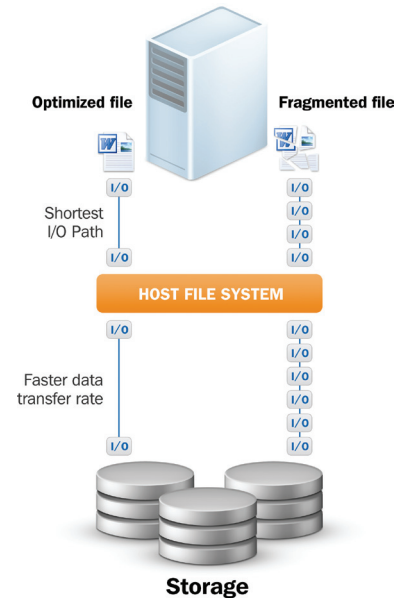 Optimized file
Fragmented file
W
W
I/O
I/O
Shortest
I/O Path
I/O
I/O
I/O
I/O
HOST FILE SYSTEM
I/O
I/O
I/O
I/O
Faster data
transfer rate
I/O
I/O
I/O
I/O
I/O
Storage